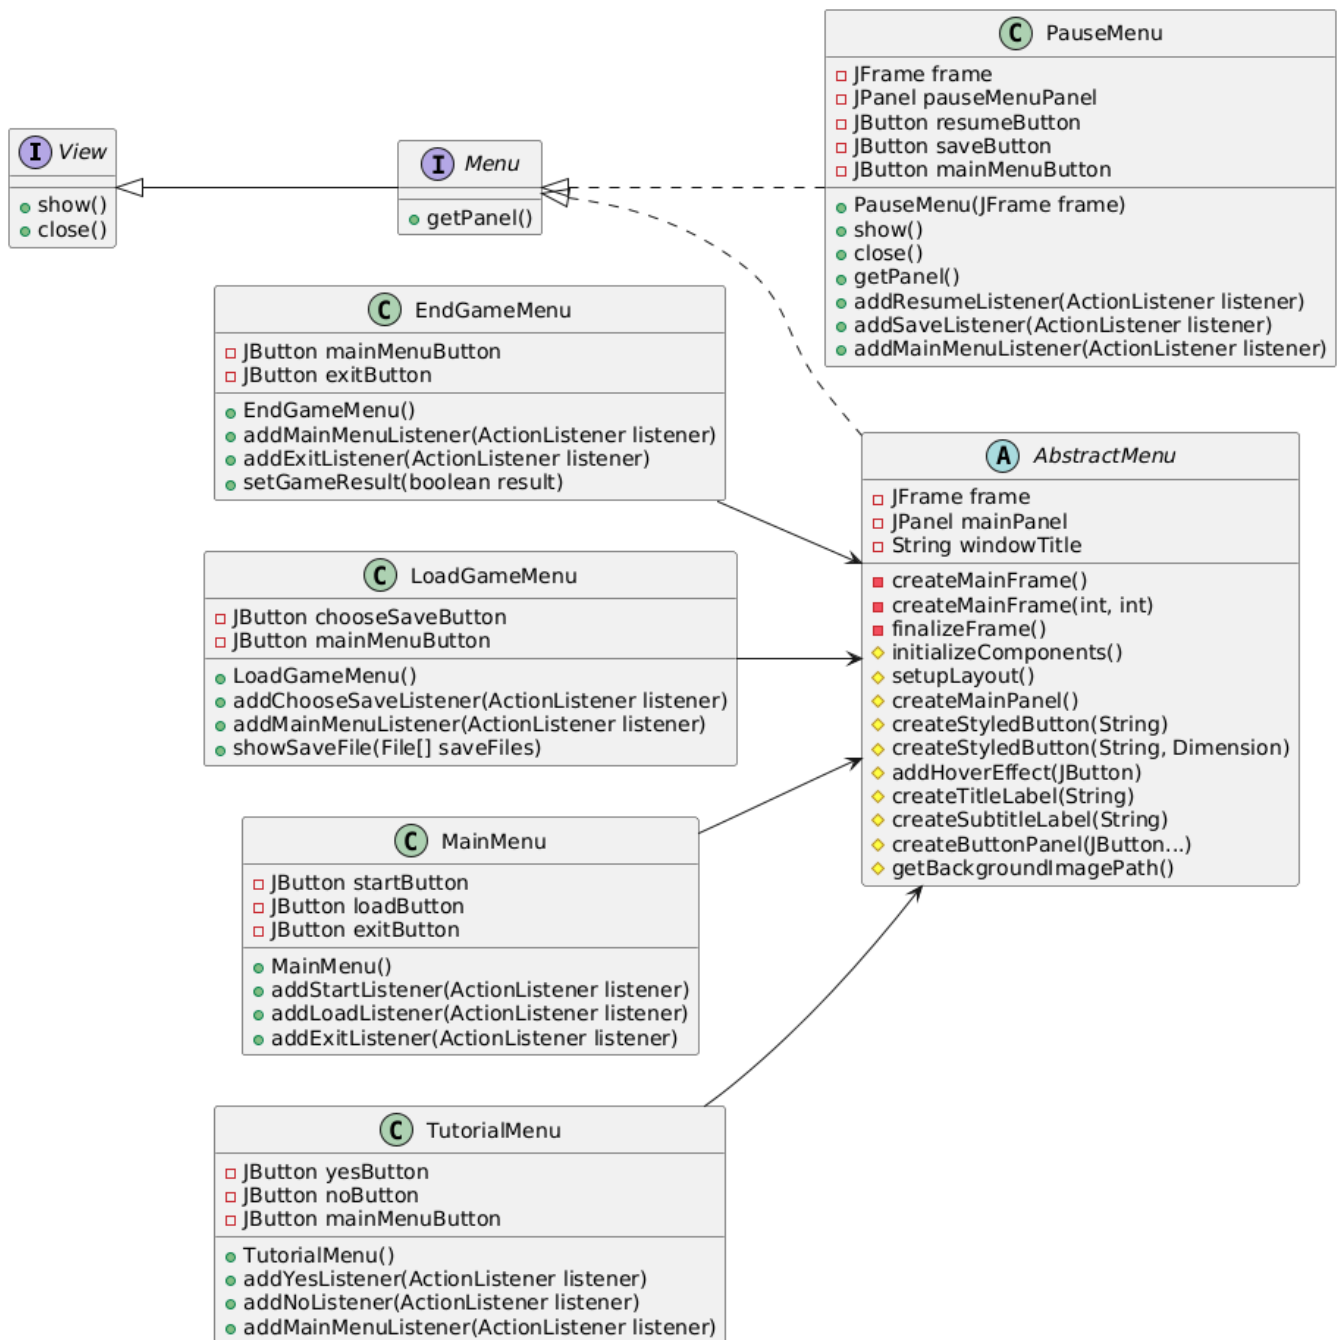 I View
show()
close()
I Menu
getPanel()
C PauseMenu
JFrame frame
JPanel pauseMenuPanel
JButton resumeButton
JButton saveButton
JButton mainMenuButton
PauseMenu(JFrame frame)
show()
close()
getPanel()
addResumeListener(ActionListener listener)
addSaveListener(ActionListener listener)
addMainMenuListener(ActionListener listener)
C EndGameMenu
JButton mainMenuButton
JButton exitButton
EndGameMenu()
addMainMenuListener(ActionListener listener)
addExitListener(ActionListener listener)
setGameResult(boolean result)
A AbstractMenu
JFrame frame
JPanel mainPanel
String windowTitle
createMainFrame()
createMainFrame(int, int)
finalizeFrame()
initializeComponents()
setupLayout()
createMainPanel()
createStyledButton(String)
createStyledButton(String, Dimension)
addHoverEffect(JButton)
createTitleLabel(String)
createSubtitleLabel(String)
createButtonPanel(JButton...)
getBackgroundImagePath()
C LoadGameMenu
JButton chooseSaveButton
JButton mainMenuButton
LoadGameMenu()
addChooseSaveListener(ActionListener listener)
addMainMenuListener(ActionListener listener)
showSaveFile(File[] saveFiles)
C MainMenu
JButton startButton
JButton loadButton
JButton exitButton
MainMenu()
addStartListener(ActionListener listener)
addLoadListener(ActionListener listener)
addExitListener(ActionListener listener)
C TutorialMenu
JButton yesButton
JButton noButton
JButton mainMenuButton
TutorialMenu()
addYesListener(ActionListener listener)
addNoListener(ActionListener listener)
addMainMenuListener(ActionListener listener)